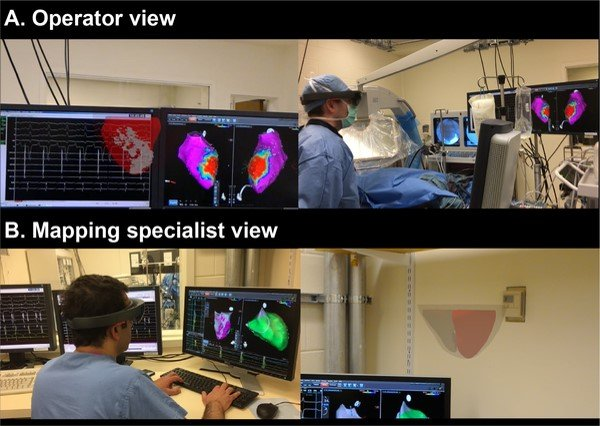 A. Operator view
B. Mapping specialist view